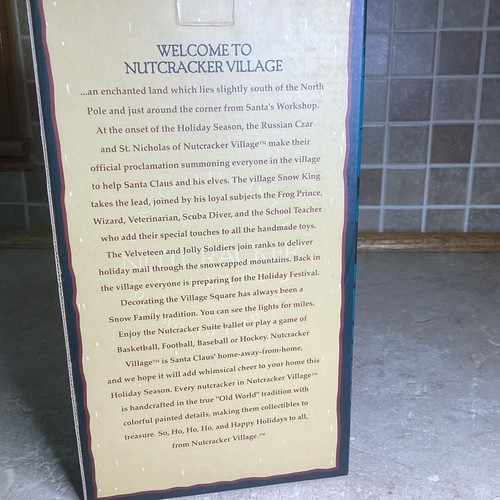 WELCOME TO
NUTCRACKER VILLAGE
...an enchanted land which lies slightly south of the North
Pole and just around the corner from Santa's Workshop.
At the onset of the Holiday Season, the Russian Czar
and St. Nicholas of Nutcracker Village™ make their
official proclamation summoning everyone in the village
to help Santa Claus and his elves. The village Snow King
takes the lead, joined by his loyal subjects the Frog Prince,
Wizard, Veterinarian, Scuba Diver, and the School Teacher
who add their special touches to all the handmade toys.
The Velveteen and Jolly Soldiers join ranks to deliver
holiday mail through the snowcapped mountains. Back in
the village everyone is preparing for the Holiday Festival.
Decorating the Village Square has always been a
Snow Family tradition. You can see the lights for miles.
Enjoy the Nutcracker Suite ballet or play a game of
Basketball, Football, Baseball or Hockey. Nutcracker
Village™ is Santa Claus' home-away-from-home,
and we hope it will add whimsical cheer to your home this
Holiday Season. Every nutcracker in Nutcracker Village™
is handcrafted in the true "Old World" tradition with
colorful painted details, making them collectibles to
treasure. So, Ho, Ho, Ho, and Happy Holidays to all,
from Nutcracker Village.™